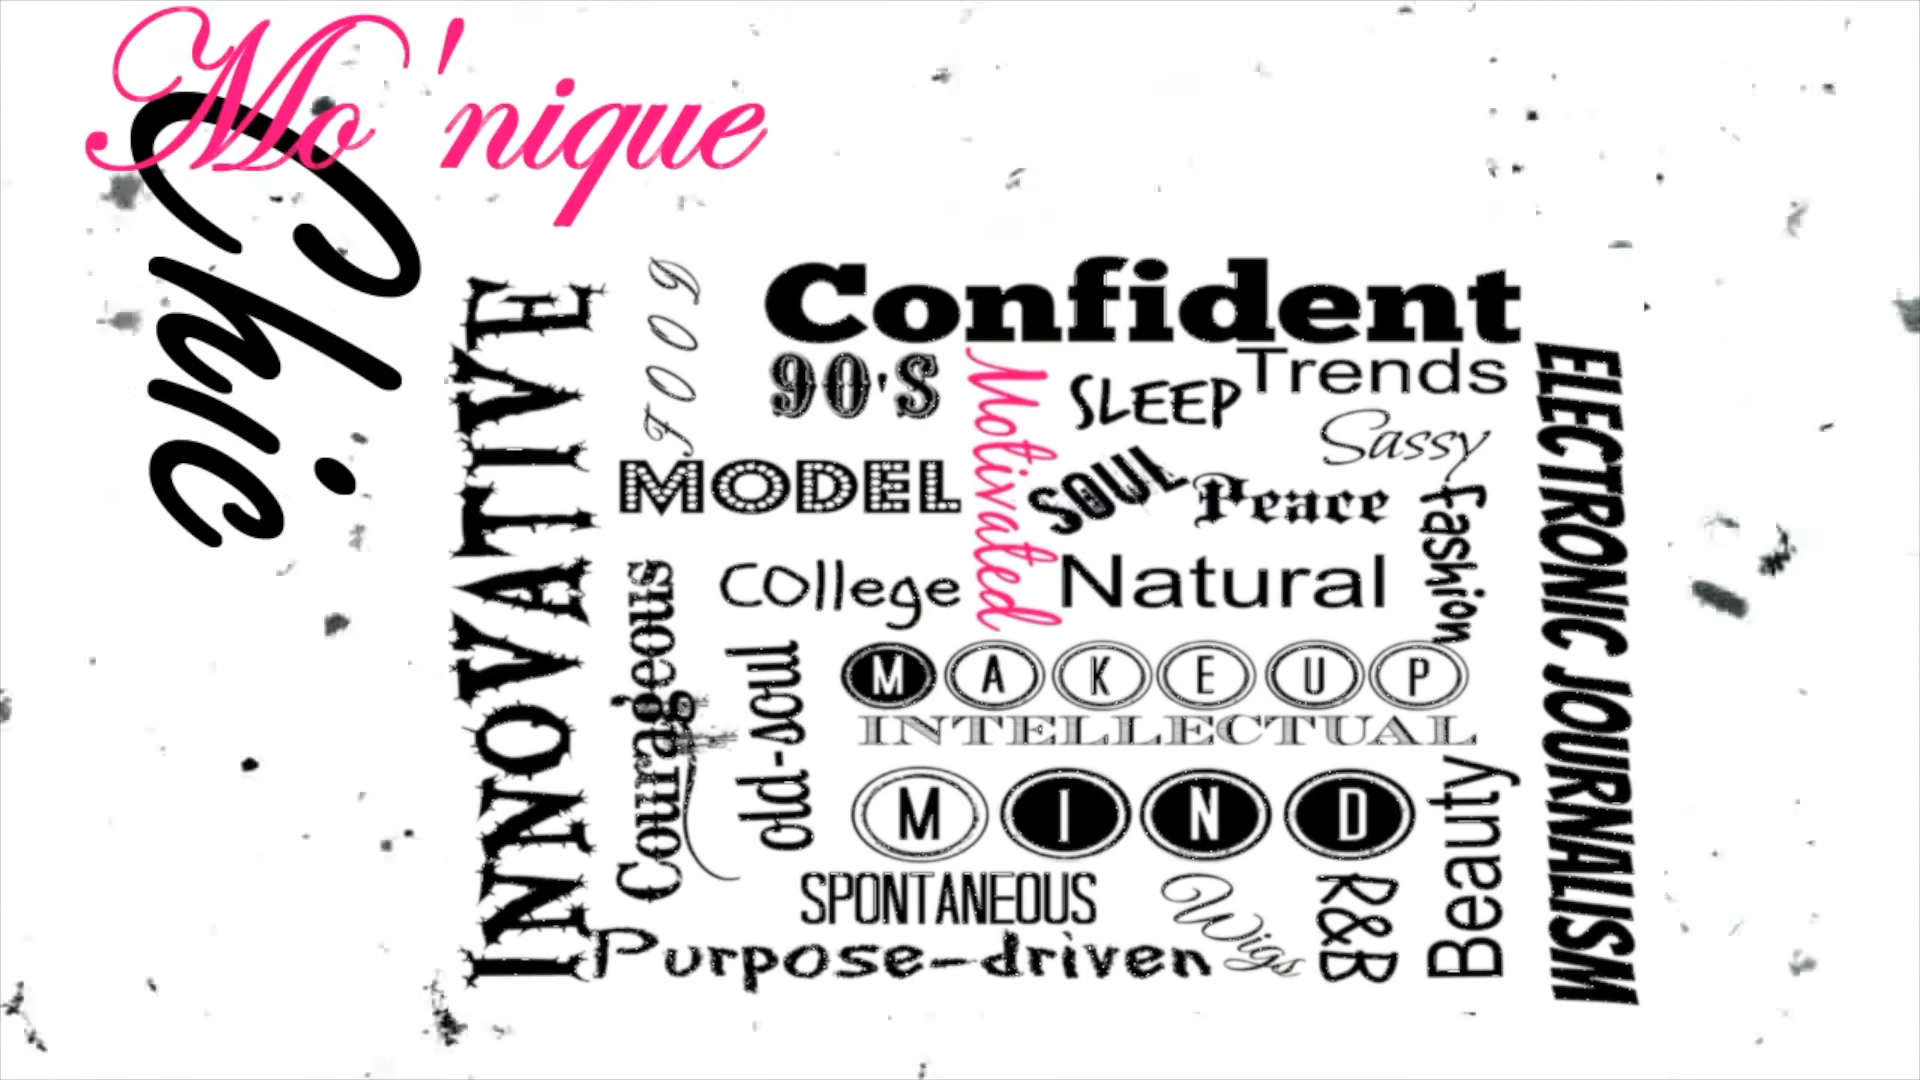 Mo'nique
Chic
INNOVATIVE
FOOD
Confident
90'S
Motivated
SLEEP
Trends
Sassy
MODEL
SOUL
Peace
fashion
ELECTRONIC JOURNALISM
College
Natural
Courageous
old-soul
MAKEUP
INTELLECTUAL
MIND
Beauty
SPONTANEOUS
Wigs
R&B
Purpose-driven